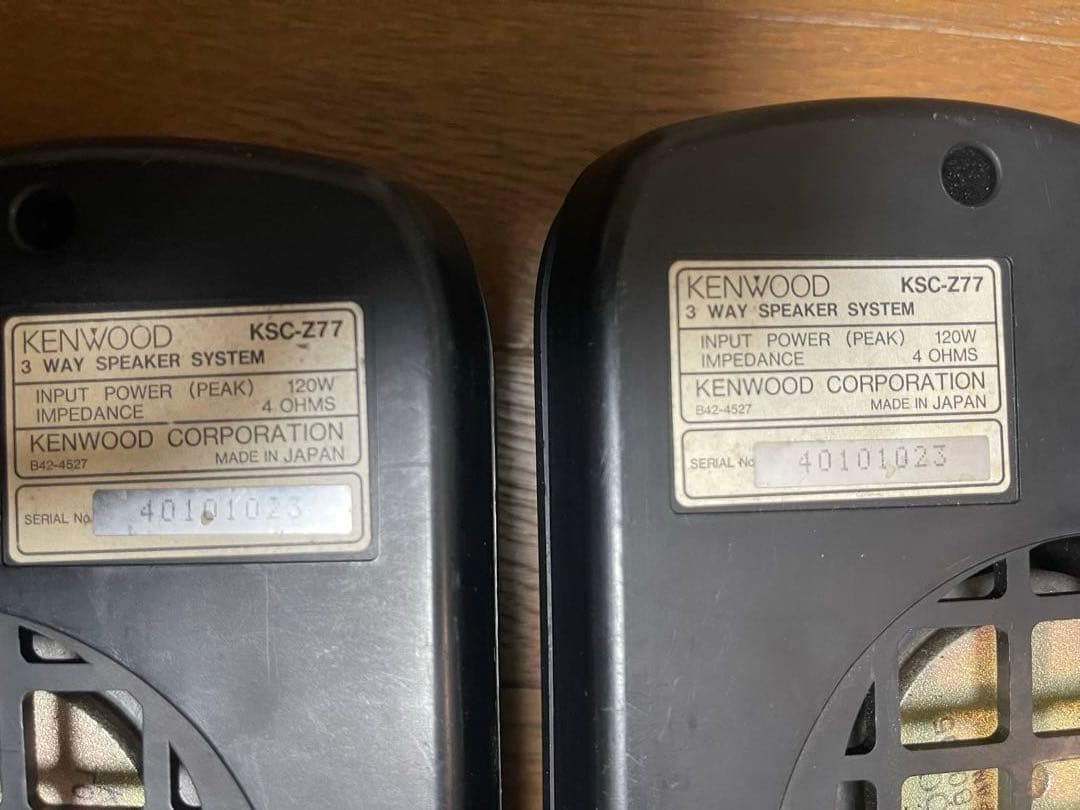 KENWOOD KSC-Z77
3 WAY SPEAKER SYSTEM
INPUT POWER (PEAK) 120W
IMPEDANCE 4 OHMS
KENWOOD CORPORATION
B42-4527 MADE IN JAPAN
SERIAL No 40101023
KENWOOD KSC-Z77
3 WAY SPEAKER SYSTEM
INPUT POWER (PEAK) 120W
IMPEDANCE 4 OHMS
KENWOOD CORPORATION
B42-4527 MADE IN JAPAN
SERIAL No 40101023